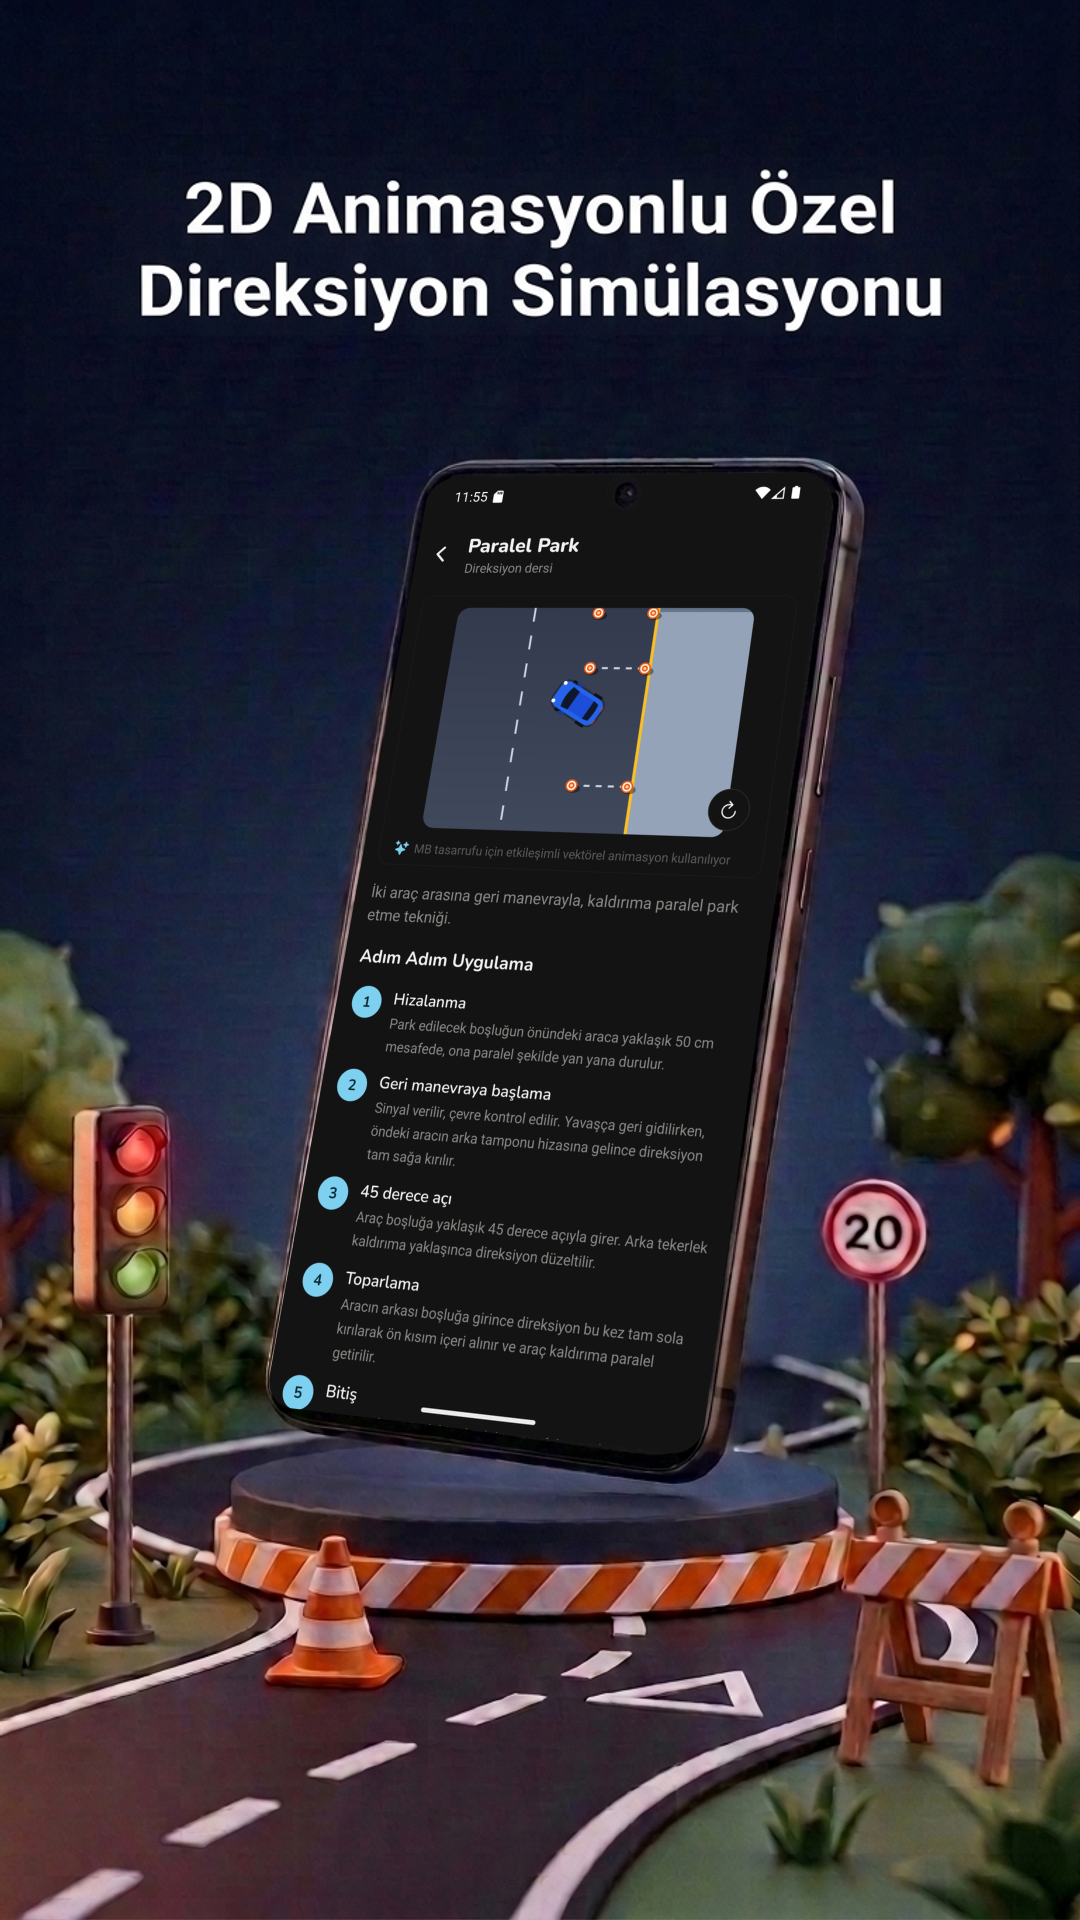 2D Animasyonlu Özel
Direksiyon Simülasyonu
11:55
Paralel Park
Direksiyon dersi
MB tasarrufu için etkileşimli vektörel animasyon kullanılıyor
İki araç arasına geri manevrayla, kaldırıma paralel park
etme tekniği.
Adım Adım Uygulama
1 Hizalanma
Park edilecek boşluğun önündeki araca yaklaşık 50 cm
mesafede, ona paralel şekilde yan yana durulur.
2 Geri manevraya başlama
Sinyal verilir, çevre kontrol edilir. Yavaşça geri gidilirken,
öndeki aracın arka tamponu hizasına gelince direksiyon
tam sağa kırılır.
3 45 derece açı
Araç boşluğa yaklaşık 45 derece açıyla girer. Arka tekerlek
kaldırıma yaklaşınca direksiyon düzeltilir.
4 Toparlama
Aracın arkası boşluğa girince direksiyon bu kez tam sola
kırılarak ön kısım içeri alınır ve araç kaldırıma paralel
getirilir.
5 Bitiş
20